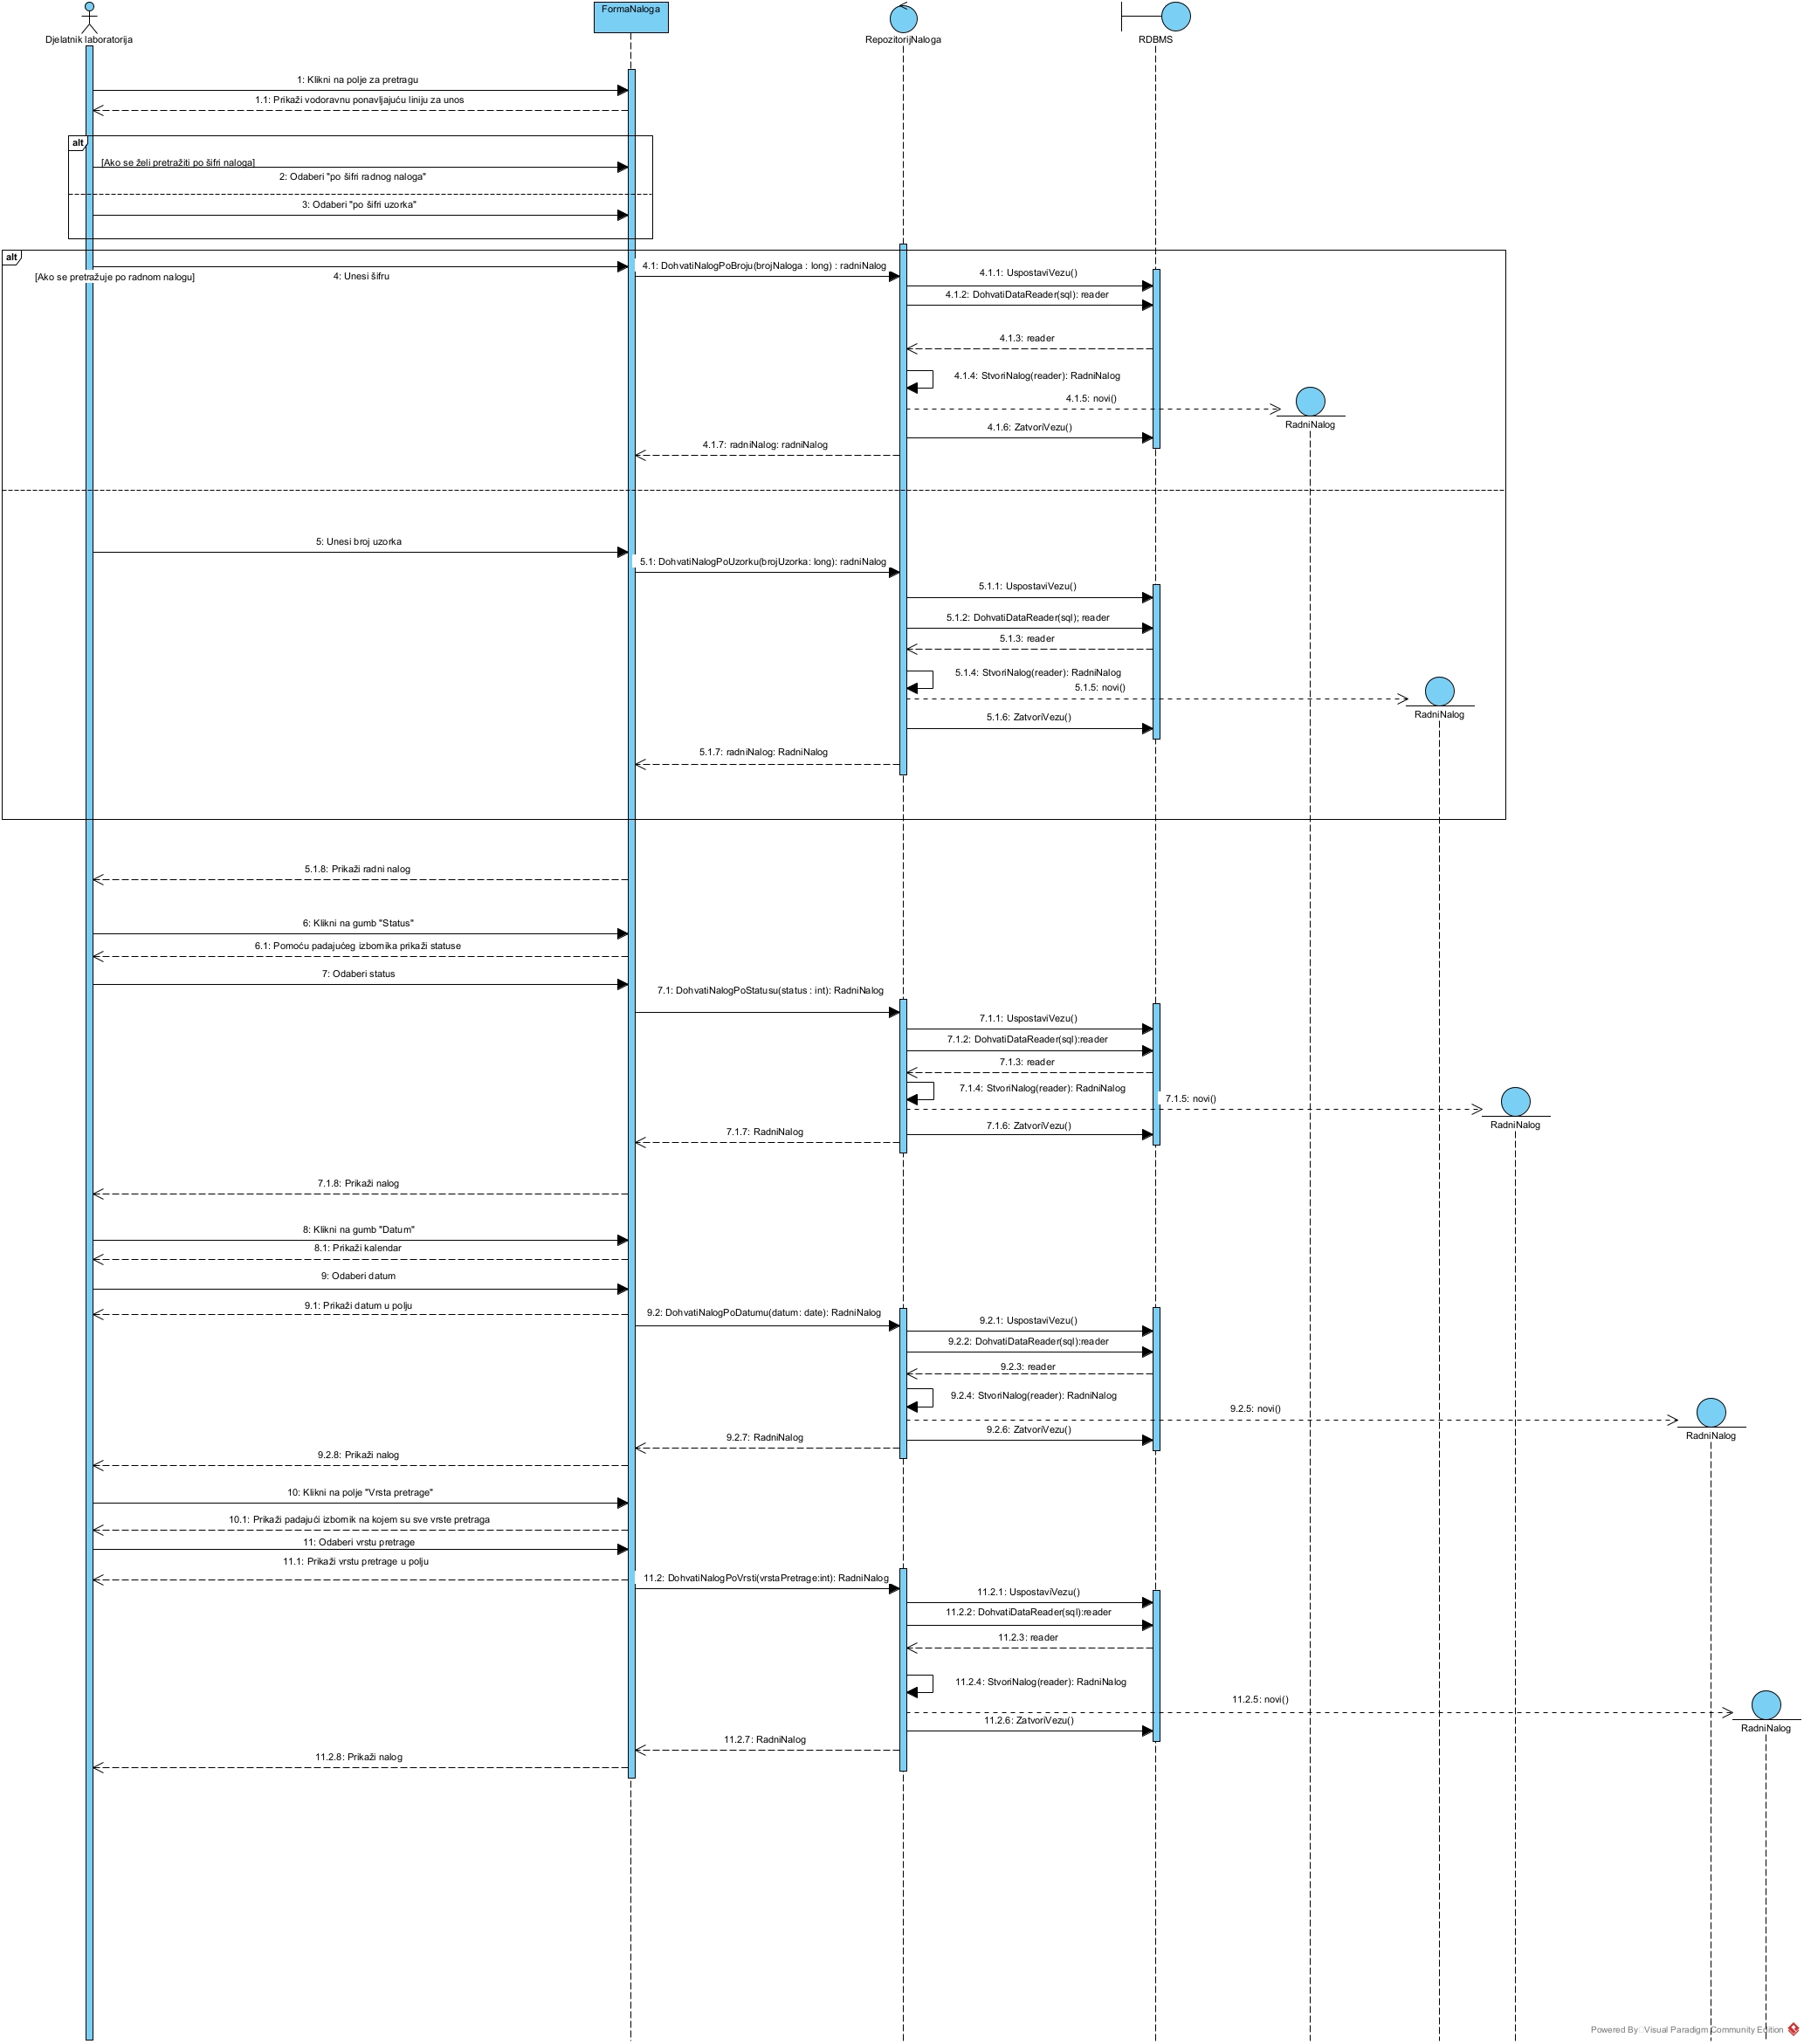 Djelatnik laboratorija
FormaNaloga
RepozitorijNaloga
RDBMS
1: Klikni na polje za pretragu
1.1: Prikaži vodoravnu ponavljajuću liniju za unos
alt
[Ako se želi pretražiti po šifri naloga]
2: Odaberi "po šifri radnog naloga"
3: Odaberi "po šifri uzorka"
alt
[Ako se pretražuje po radnom nalogu]
4: Unesi šifru
4.1: DohvatiNalogPoBroju(brojNaloga : long) : radniNalog
4.1.1: UspostaviVezu()
4.1.2: DohvatiDataReader(sql): reader
4.1.3: reader
4.1.4: StvoriNalog(reader): RadniNalog
4.1.5: novi()
RadniNalog
4.1.6: ZatvoriVezu()
4.1.7: radniNalog: radniNalog
5: Unesi broj uzorka
5.1: DohvatiNalogPoUzorku(brojUzorka: long): radniNalog
5.1.1: UspostaviVezu()
5.1.2: DohvatiDataReader(sql); reader
5.1.3: reader
5.1.4: StvoriNalog(reader): RadniNalog
5.1.5: novi()
RadniNalog
5.1.6: ZatvoriVezu()
5.1.7: radniNalog: RadniNalog
5.1.8: Prikaži radni nalog
6: Klikni na gumb "Status"
6.1: Pomoću padajućeg izbornika prikaži statuse
7: Odaberi status
7.1: DohvatiNalogPoStatusu(status : int): RadniNalog
7.1.1: UspostaviVezu()
7.1.2: DohvatiDataReader(sql):reader
7.1.3: reader
7.1.4: StvoriNalog(reader): RadniNalog
7.1.5: novi()
RadniNalog
7.1.6: ZatvoriVezu()
7.1.7: RadniNalog
7.1.8: Prikaži nalog
8: Klikni na gumb "Datum"
8.1: Prikaži kalendar
9: Odaberi datum
9.1: Prikaži datum u polju
9.2: DohvatiNalogPoDatumu(datum: date): RadniNalog
9.2.1: UspostaviVezu()
9.2.2: DohvatiDataReader(sql):reader
9.2.3: reader
9.2.4: StvoriNalog(reader): RadniNalog
9.2.5: novi()
RadniNalog
9.2.6: ZatvoriVezu()
9.2.7: RadniNalog
9.2.8: Prikaži nalog
10: Klikni na polje "Vrsta pretrage"
10.1: Prikaži padajući izbornik na kojem su sve vrste pretraga
11: Odaberi vrstu pretrage
11.1: Prikaži vrstu pretrage u polju
11.2: DohvatiNalogPoVrsti(vrstaPretrage:int): RadniNalog
11.2.1: UspostaviVezu()
11.2.2: DohvatiDataReader(sql):reader
11.2.3: reader
11.2.4: StvoriNalog(reader): RadniNalog
11.2.5: novi()
RadniNalog
11.2.6: ZatvoriVezu()
11.2.7: RadniNalog
11.2.8: Prikaži nalog
Powered By Visual Paradigm Community Edition